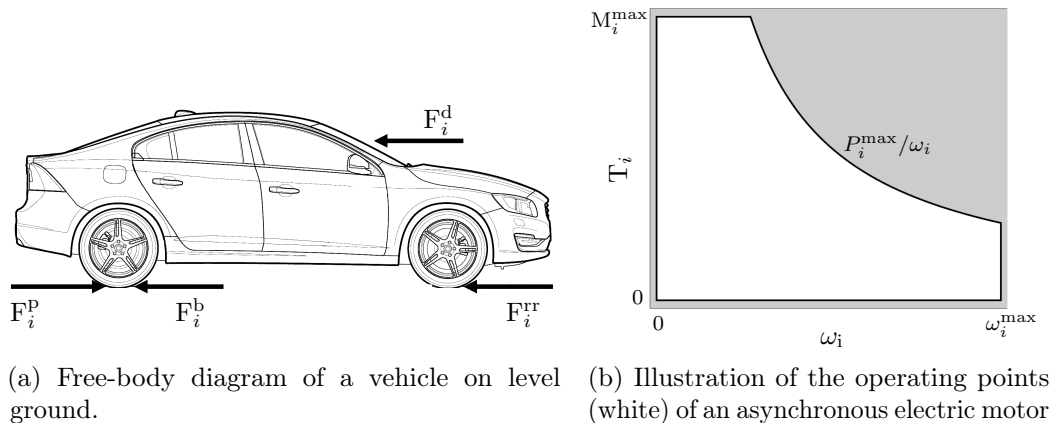 F_i^d
F_i^p
F_i^b
F_i^rr
(a) Free-body diagram of a vehicle on level
ground.
M_i^max
P_i^max/ω_i
T_i
0
0
ω_i^max
ω_i
(b) Illustration of the operating points
(white) of an asynchronous electric motor